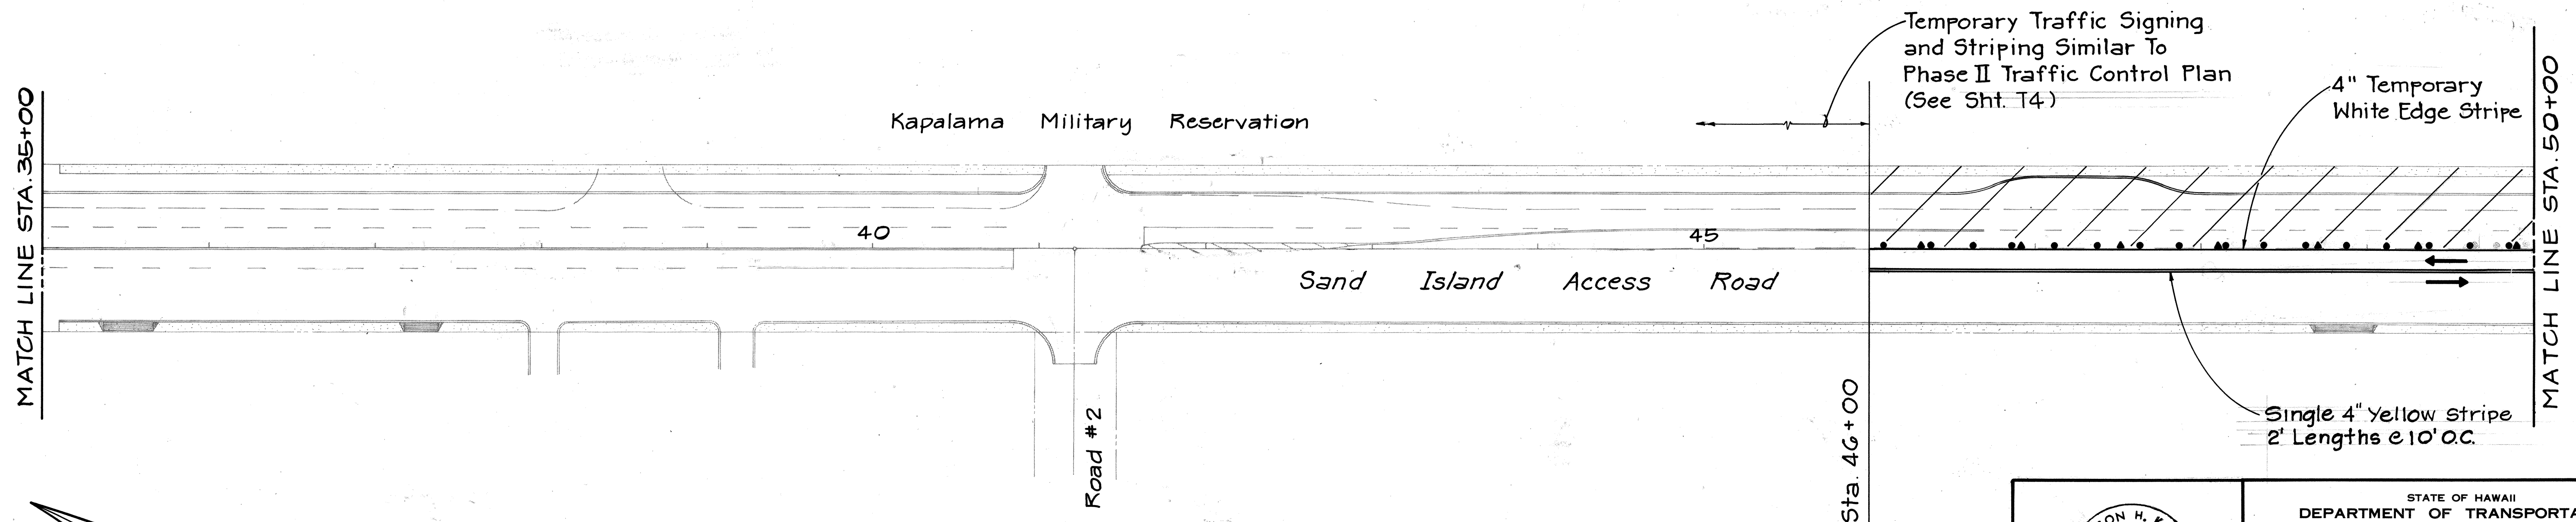 Temporary Traffic Signing
and Striping Similar To
Phase II Traffic Control Plan
(See Sht. T4)
4" Temporary
White Edge Stripe
MATCH LINE STA. 35+00
MATCH LINE STA. 50+00
Kapalama Military Reservation
40
45
Sand Island Access Road
Road #2
Sta. 46+00
Single 4" Yellow Stripe
2' Lengths @ 10' O.C.
STATE OF HAWAII
DEPARTMENT OF